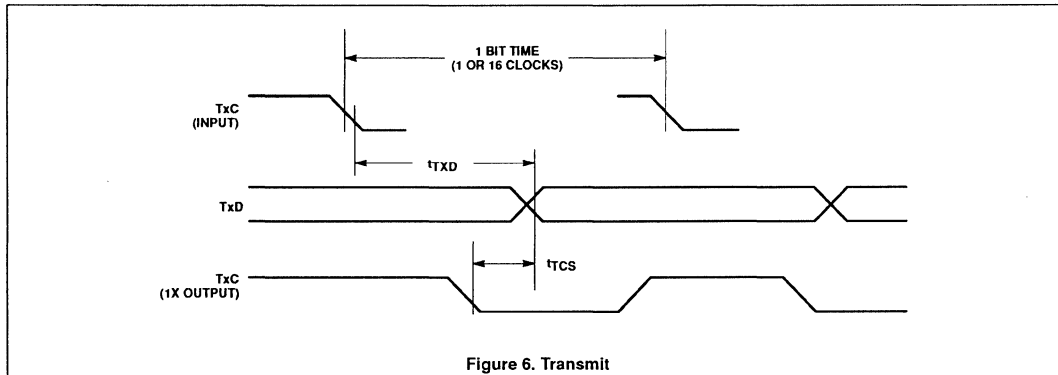 1 BIT TIME
(1 OR 16 CLOCKS)
TxC
(INPUT)
tTXD
TxD
tTCS
TxC
(1X OUTPUT)
Figure 6. Transmit